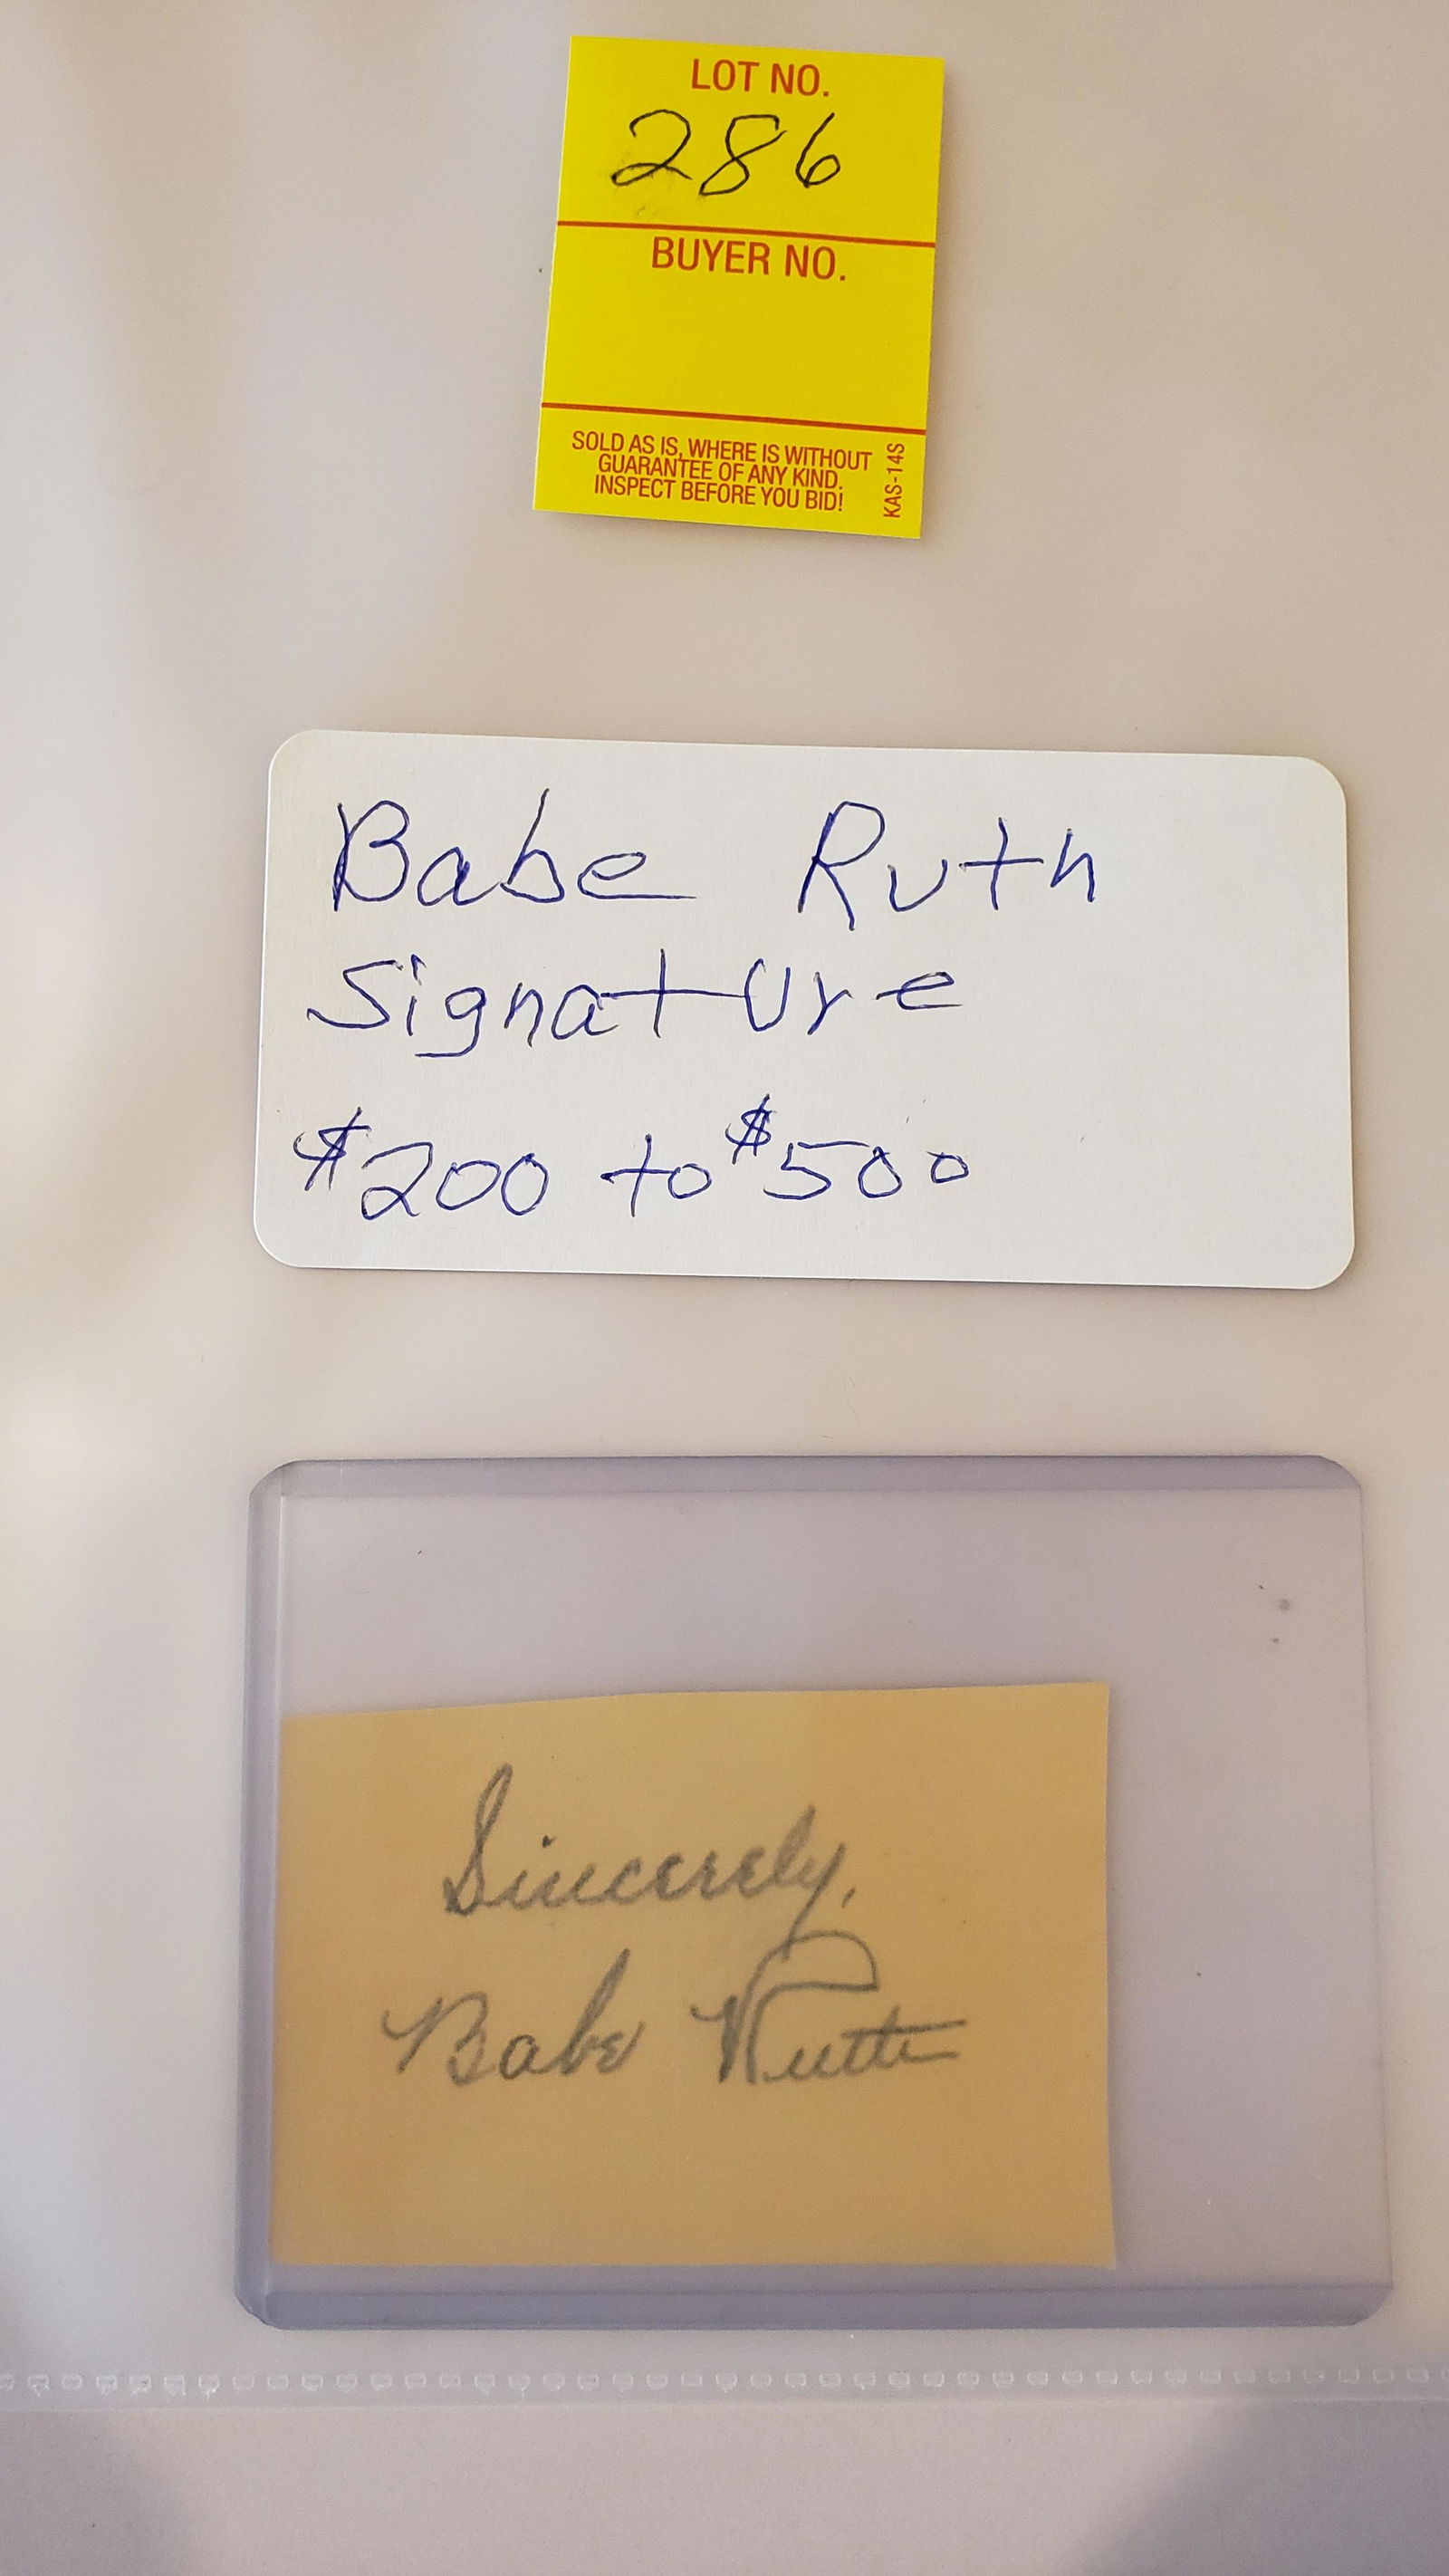 LOT NO.
286
BUYER NO.
SOLD AS IS, WHERE IS WITHOUT
GUARANTEE OF ANY KIND.
INSPECT BEFORE YOU BID!
KAS-14S
Babe Ruth
Signature
$200 to $500
Sincerely,
Babe Ruth